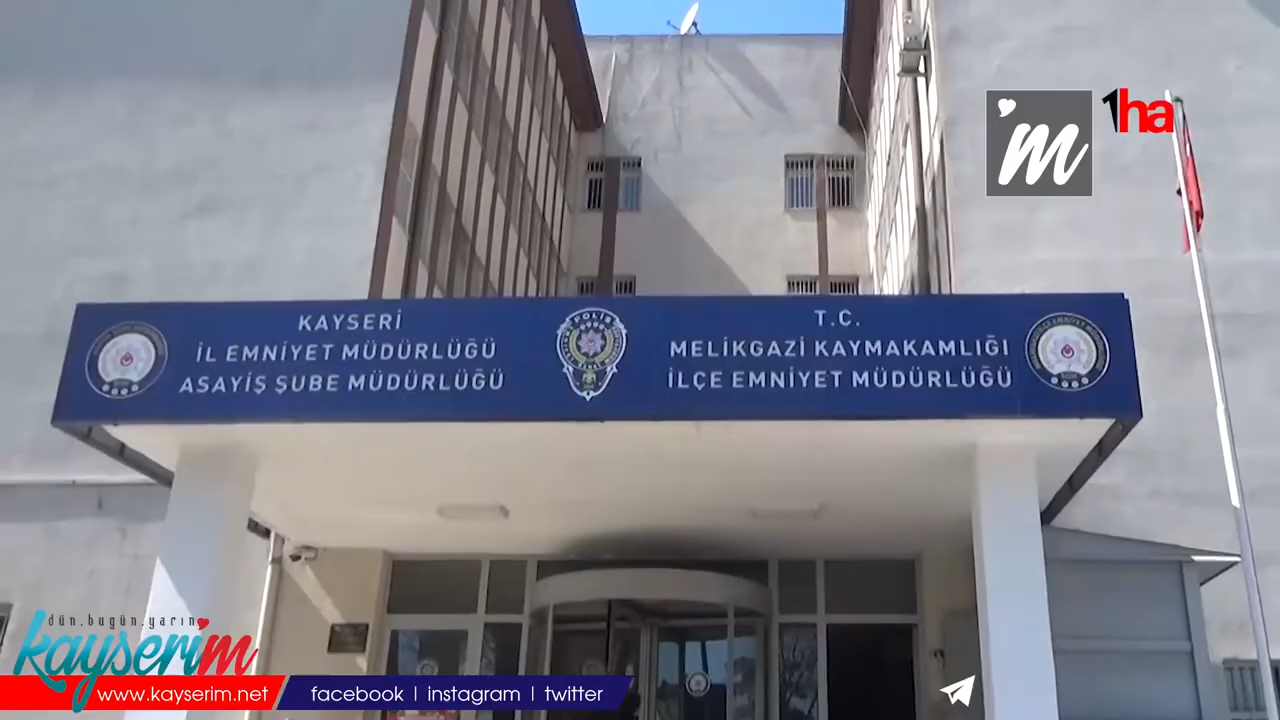 'm
1ha
KAYSERİ
İL EMNİYET MÜDÜRLÜĞÜ
ASAYİŞ ŞUBE MÜDÜRLÜĞÜ
POLİS
T.C.
MELİKGAZİ KAYMAKAMLIĞI
İLÇE EMNİYET MÜDÜRLÜĞÜ
dün.bugün.yarın
kayserim
www.kayserim.net
facebook | instagram | twitter